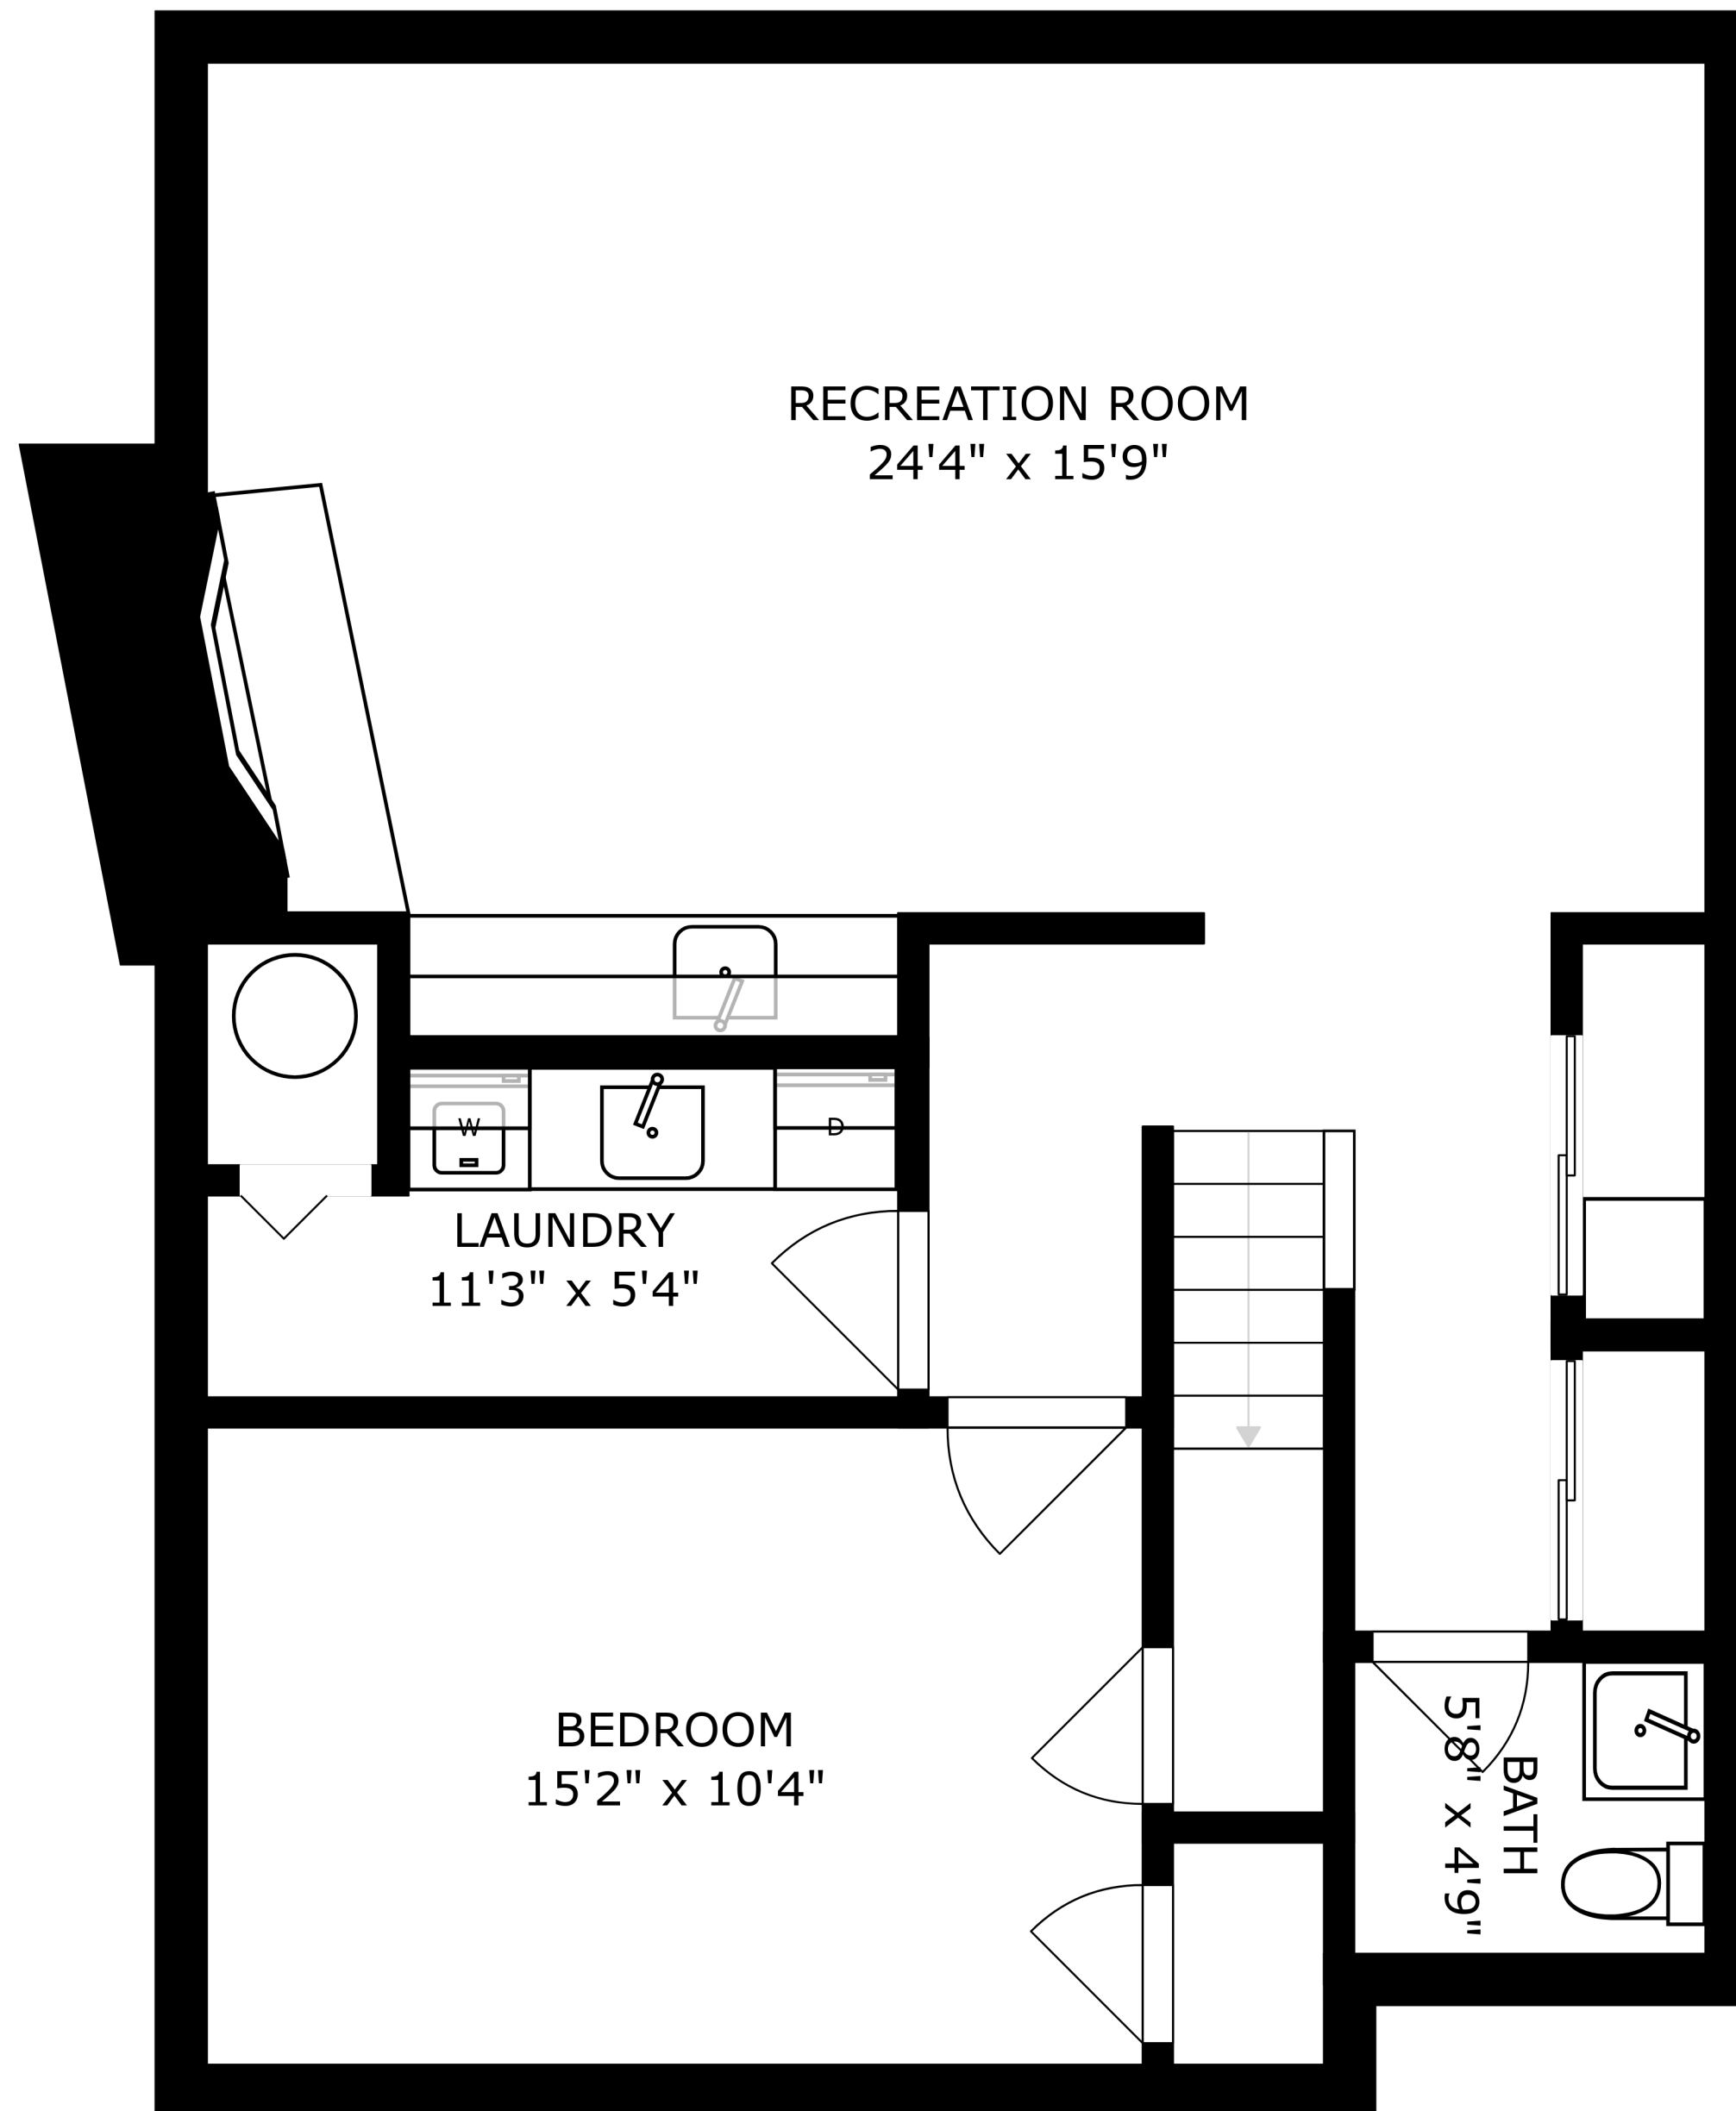 RECREATION ROOM
24'4" x 15'9"
W
D
LAUNDRY
11'3" x 5'4"
BEDROOM
15'2" x 10'4"
BATH
5'8" x 4'9"